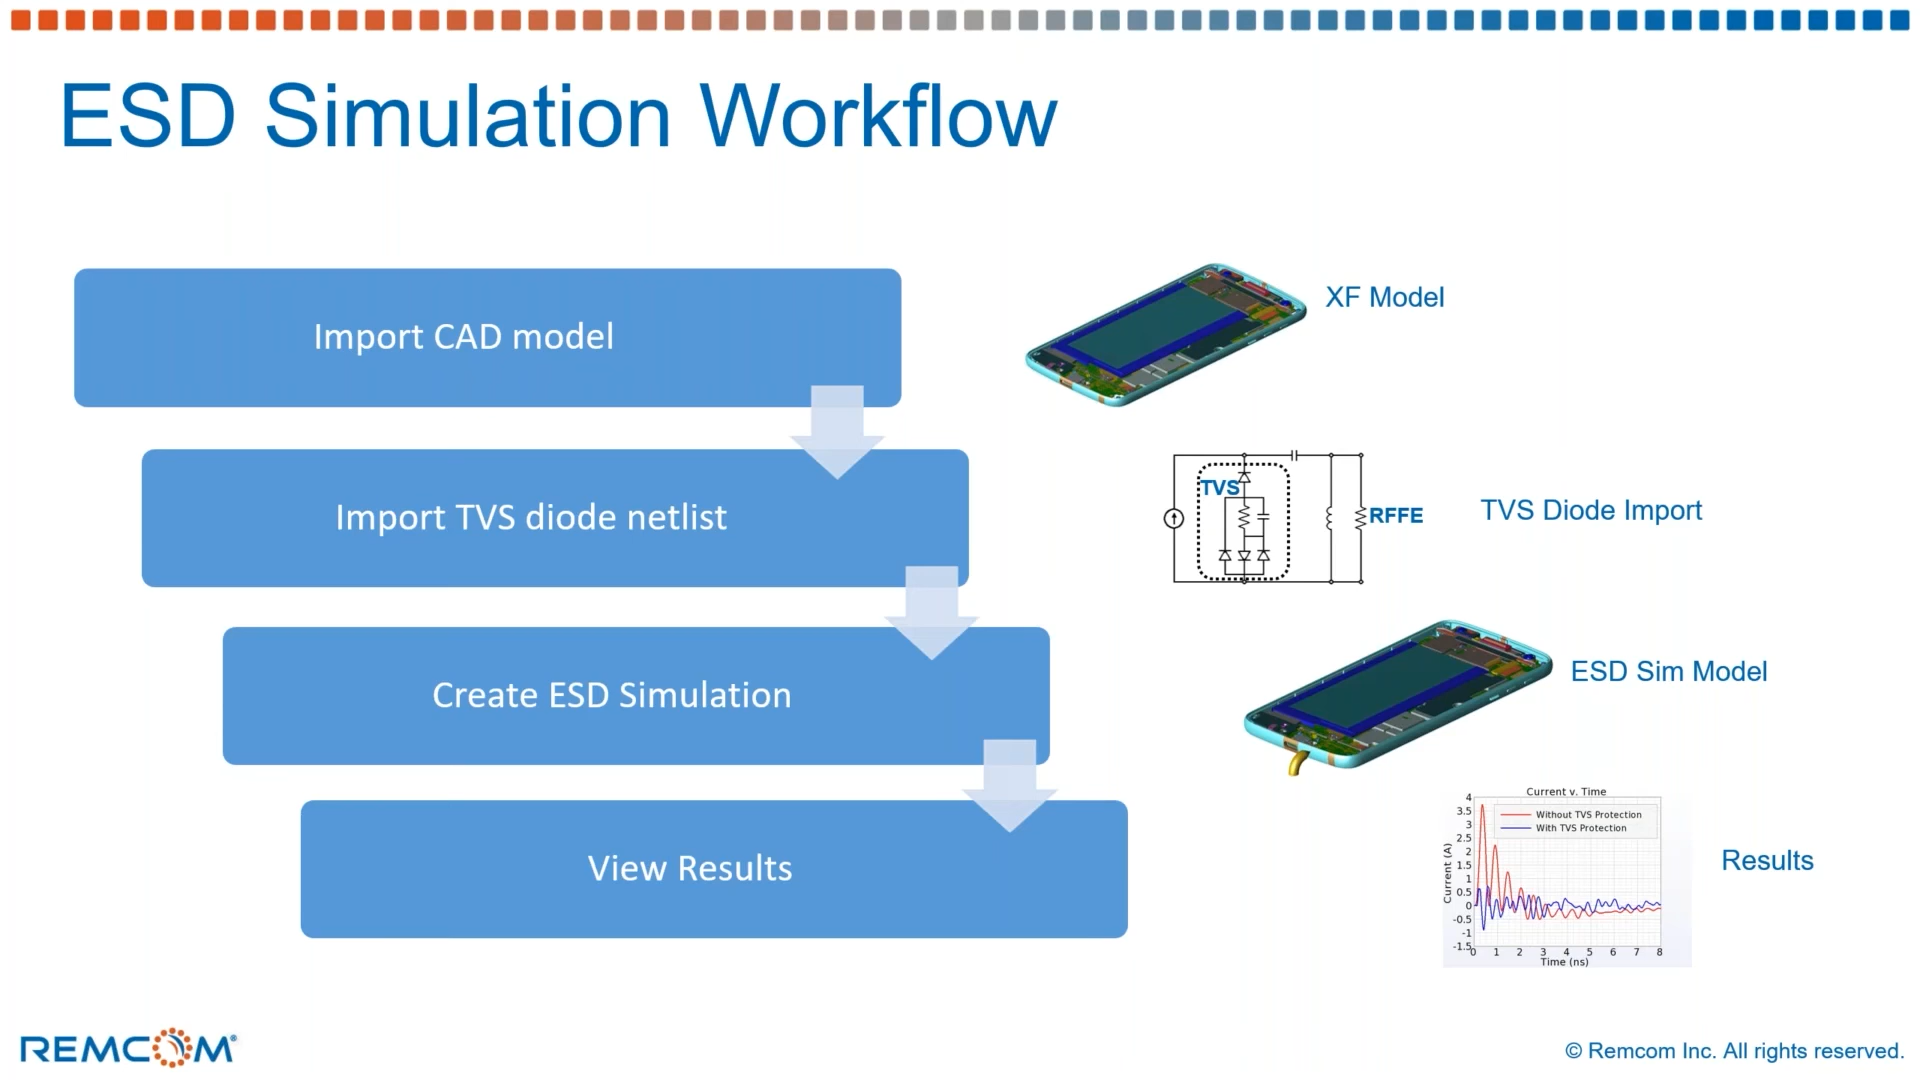 ESD Simulation Workflow
Import CAD model
XF Model
Import TVS diode netlist
TVS
RFFE
TVS Diode Import
Create ESD Simulation
ESD Sim Model
View Results
Current v. Time
Without TVS Protection
With TVS Protection
4
3.5
3
2.5
2
1.5
1
0.5
0
-0.5
-1
-1.5
Current (A)
0 1 2 3 4 5 6 7 8
Time (ns)
Results
REMCOM®
© Remcom Inc. All rights reserved.